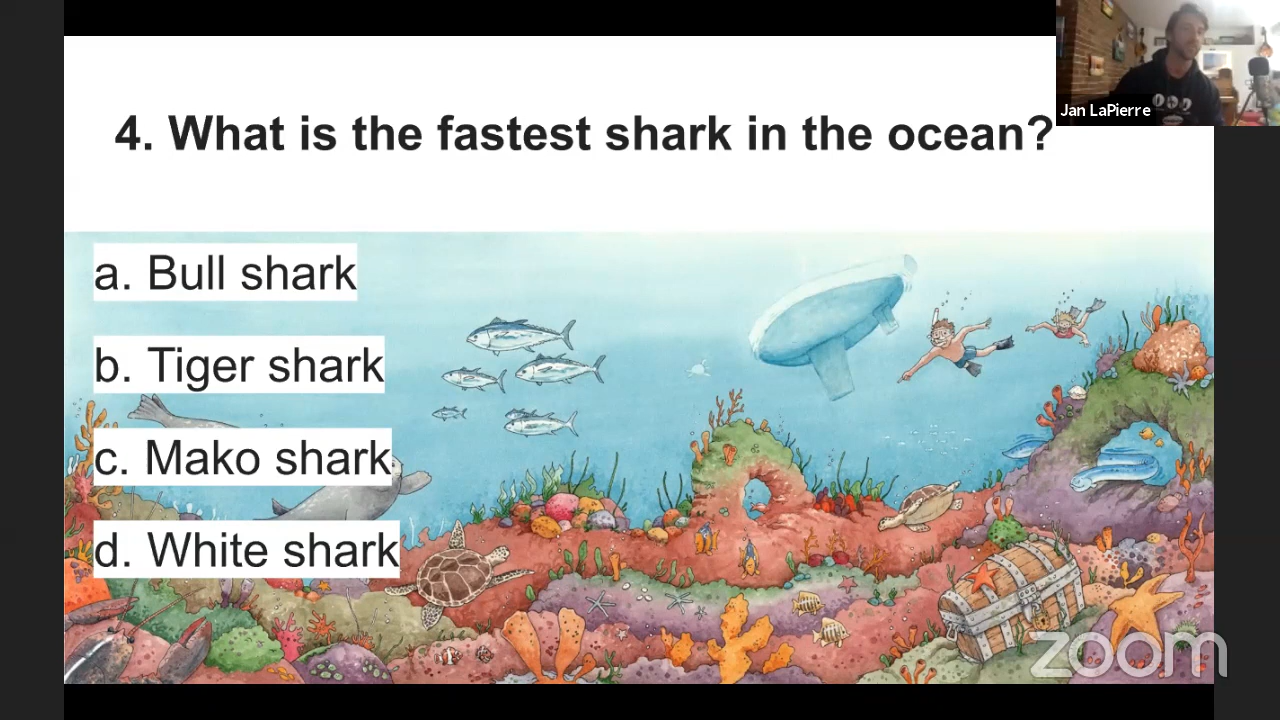 4. What is the fastest shark in the ocean?
Jan LaPierre
a. Bull shark
b. Tiger shark
c. Mako shark
d. White shark
zoom